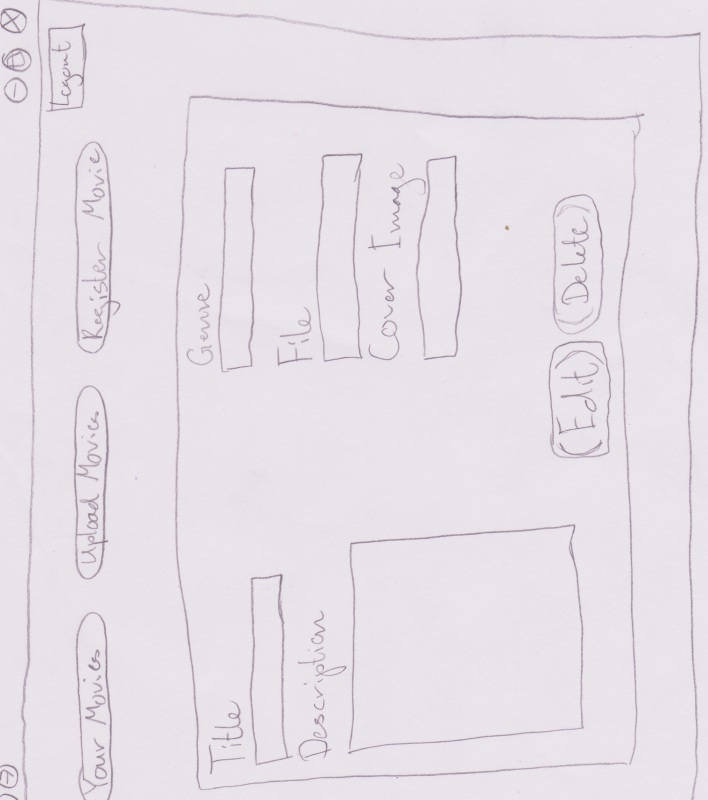 Logout
Your Movies
Upload Movies
Register Movie
Title
Genre
Description
File
Cover Image
Edit
Delete